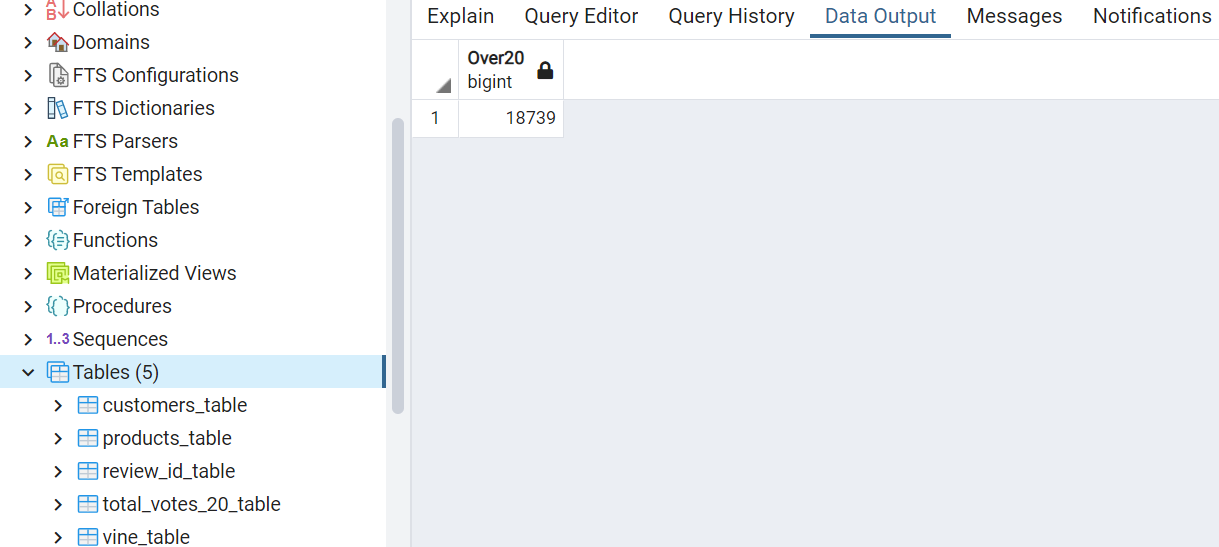 Collations
Domains
FTS Configurations
FTS Dictionaries
Aa FTS Parsers
FTS Templates
Foreign Tables
Functions
Materialized Views
Procedures
1..3 Sequences
Tables (5)
customers_table
products_table
review_id_table
total_votes_20_table
vine_table
Explain Query Editor Query History Data Output Messages Notifications
Over20
bigint
1 18739